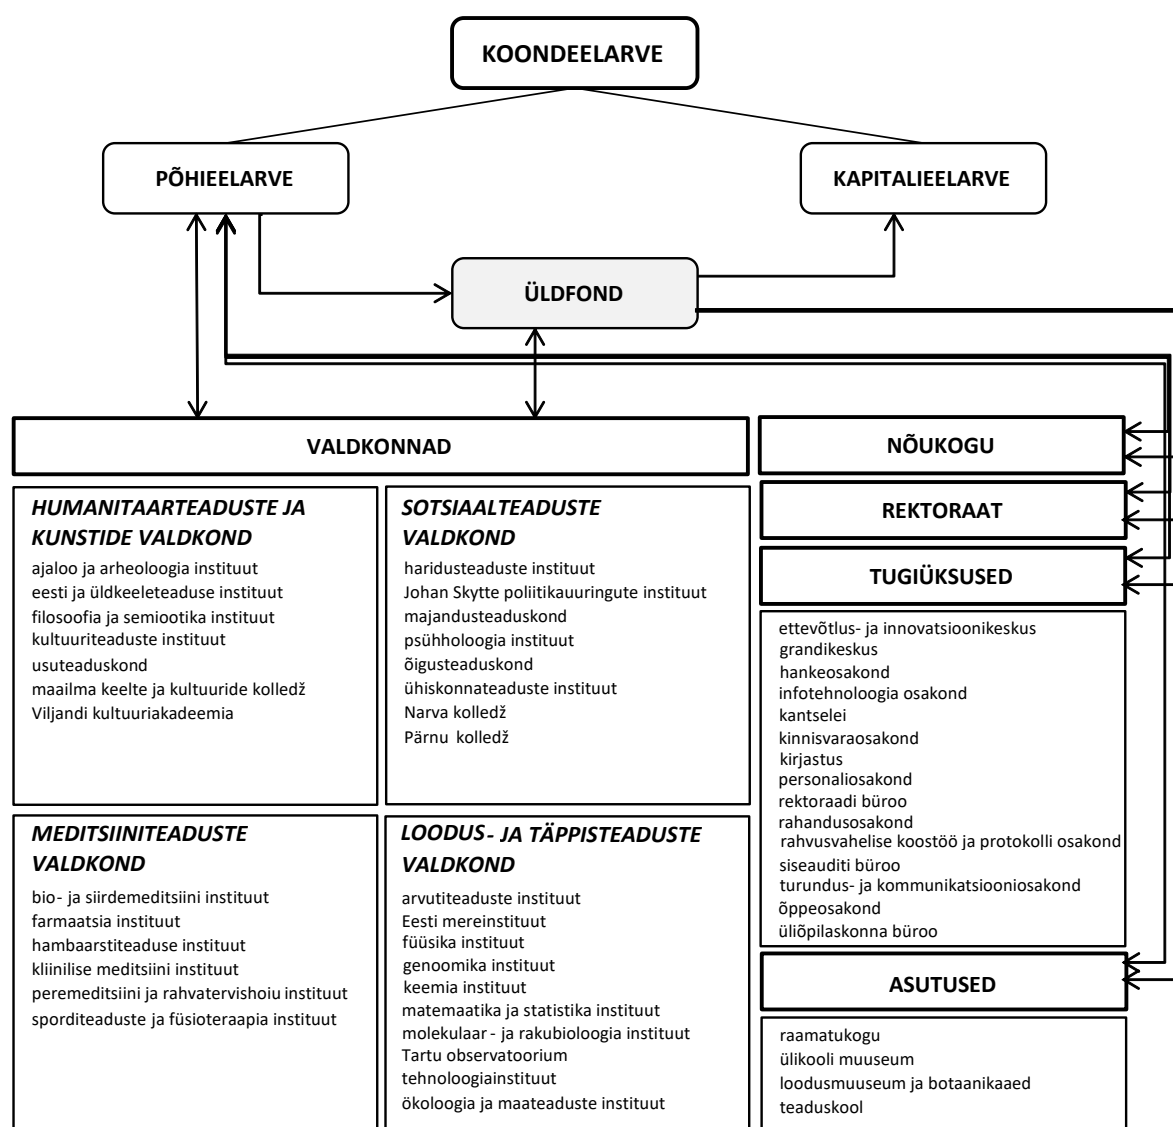 KOONDEELARVE
PÕHIEELARVE
KAPITALIEELARVE
ÜLDFOND
VALDKONNAD
HUMANITAARTEADUSTE JA
KUNSTIDE VALDKOND
ajaloo ja arheoloogia instituut
eesti ja üldkeeleteaduse instituut
filosoofia ja semiootika instituut
kultuuriteaduste instituut
usuteaduskond
maailma keelte ja kultuuride kolledž
Viljandi kultuuriakadeemia
SOTSIAALTEADUSTE
VALDKOND
haridusteaduste instituut
Johan Skytte poliitikauuringute instituut
majandusteaduskond
psühholoogia instituut
õigusteaduskond
ühiskonnateaduste instituut
Narva kolledž
Pärnu kolledž
MEDITSIINITEADUSTE
VALDKOND
bio- ja siirdemeditsiini instituut
farmaatsia instituut
hambaarstiteaduse instituut
kliinilise meditsiini instituut
peremeditsiini ja rahvatervishoiu instituut
sporditeaduste ja füsioteraapia instituut
LOODUS- JA TÄPPISTEADUSTE
VALDKOND
arvutiteaduste instituut
Eesti mereinstituut
füüsika instituut
genoomika instituut
keemia instituut
matemaatika ja statistika instituut
molekulaar- ja rakubioloogia instituut
Tartu observatoorium
tehnoloogiainstituut
ökoloogia ja maateaduste instituut
NÕUKOGU
REKTORAAT
TUGIÜKSUSED
ettevõtlus- ja innovatsioonikeskus
grandikeskus
hankeosakond
infotehnoloogia osakond
kantselei
kinnisvaraosakond
kirjastus
personaliosakond
rektoraadi büroo
rahandusosakond
rahvusvahelise koostöö ja protokolli osakond
siseauditi büroo
turundus- ja kommunikatsiooniosakond
õppeosakond
üliõpilaskonna büroo
ASUTUSED
raamatukogu
ülikooli muuseum
loodusmuuseum ja botaanikaaed
teaduskool